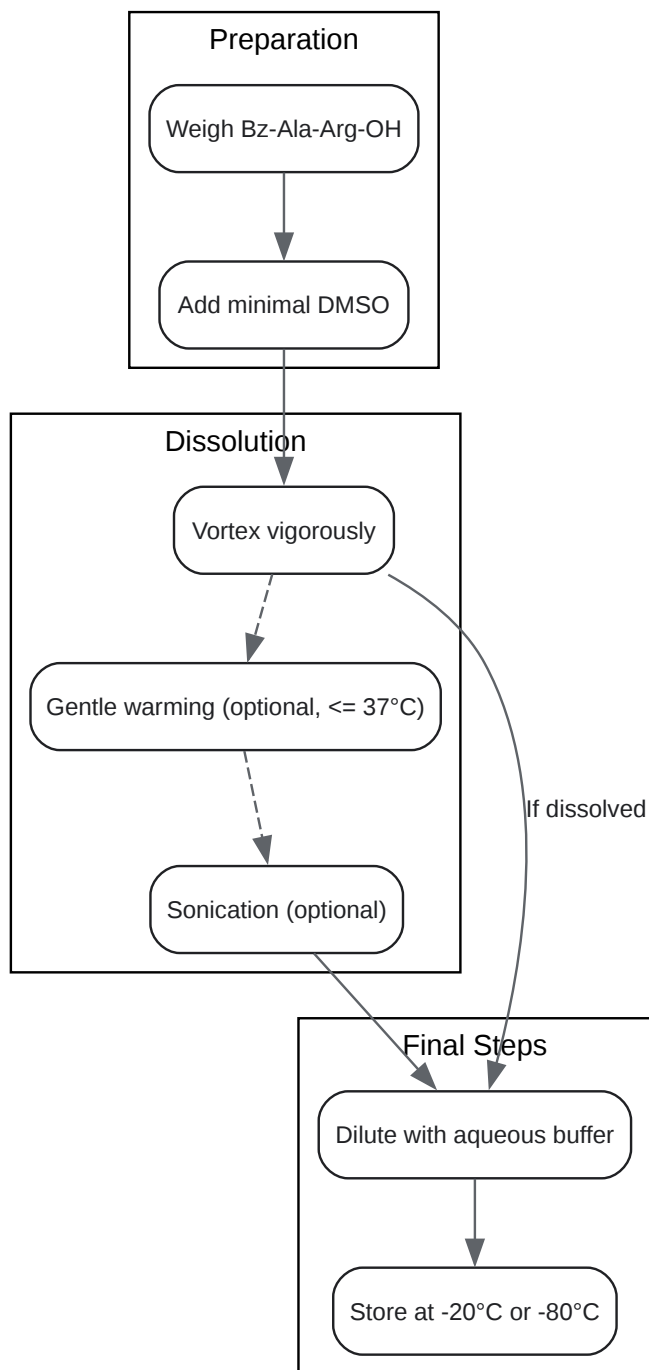 Preparation
Weigh Bz-Ala-Arg-OH
Add minimal DMSO
Dissolution
Vortex vigorously
Gentle warming (optional, <= 37°C)
If dissolved
Sonication (optional)
Final Steps
Dilute with aqueous buffer
Store at -20°C or -80°C